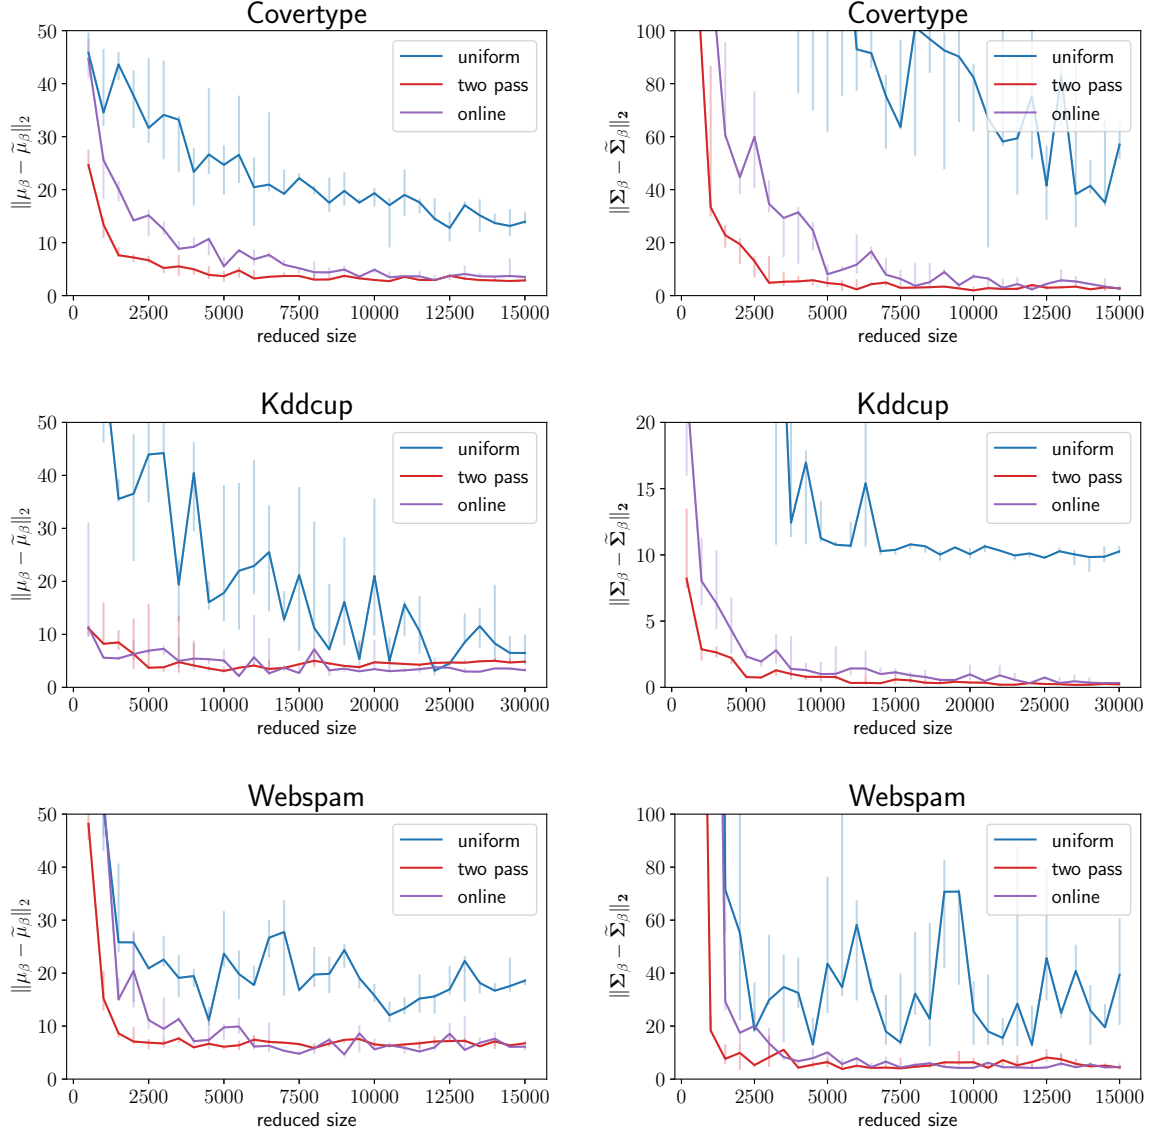 Covertype
50
40
30
20
10
0
‖μ_β − μ̃_β‖₂
uniform
two pass
online
0 2500 5000 7500 10000 12500 15000
reduced size
Covertype
100
80
60
40
20
0
‖Σ_β − Σ̃_β‖₂
uniform
two pass
online
0 2500 5000 7500 10000 12500 15000
reduced size
Kddcup
50
40
30
20
10
0
‖μ_β − μ̃_β‖₂
uniform
two pass
online
0 5000 10000 15000 20000 25000 30000
reduced size
Kddcup
20
15
10
5
0
‖Σ_β − Σ̃_β‖₂
uniform
two pass
online
0 5000 10000 15000 20000 25000 30000
reduced size
Webspam
50
40
30
20
10
0
‖μ_β − μ̃_β‖₂
uniform
two pass
online
0 2500 5000 7500 10000 12500 15000
reduced size
Webspam
100
80
60
40
20
0
‖Σ_β − Σ̃_β‖₂
uniform
two pass
online
0 2500 5000 7500 10000 12500 15000
reduced size